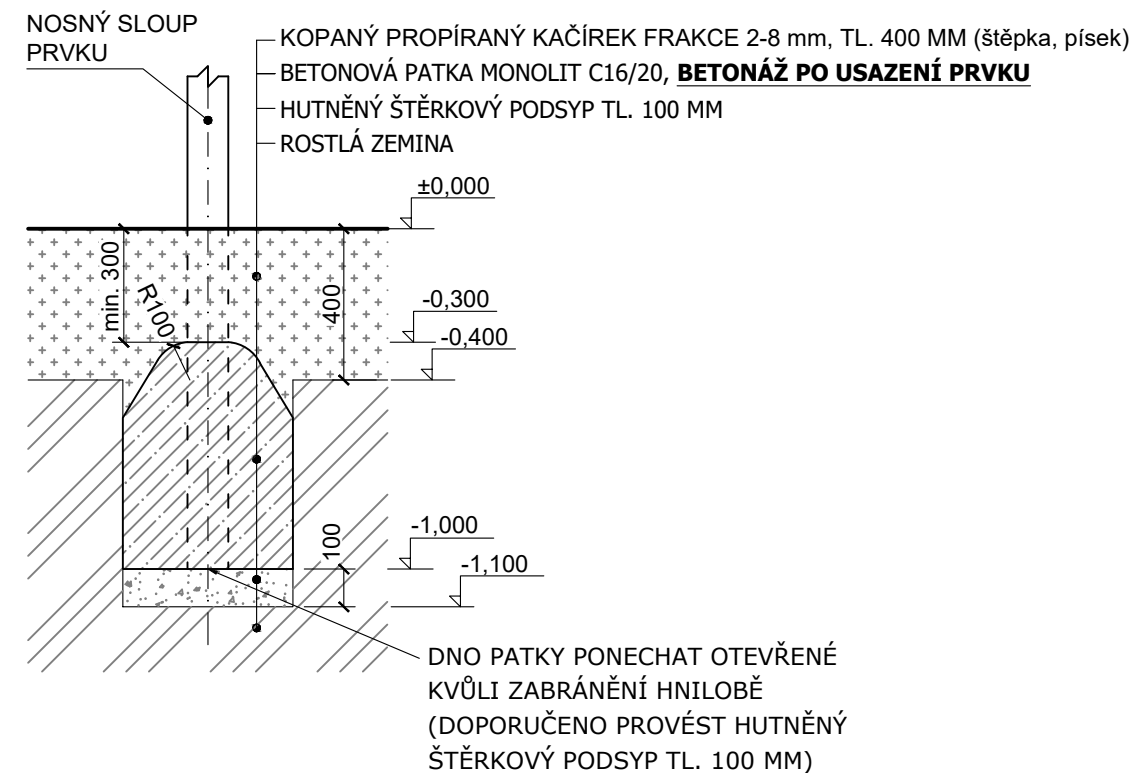 NOSNÝ SLOUP
PRVKU
KOPANÝ PROPÍRANÝ KAČÍREK FRAKCE 2-8 mm, TL. 400 MM (štěpka, písek)
BETONOVÁ PATKA MONOLIT C16/20, BETONÁŽ PO USAZENÍ PRVKU
HUTNĚNÝ ŠTĚRKOVÝ PODSYP TL. 100 MM
ROSTLÁ ZEMINA
±0,000
min. 300
R100
400
-0,300
-0,400
100
-1,000
-1,100
DNO PATKY PONECHAT OTEVŘENÉ
KVŮLI ZABRÁNĚNÍ HNILOBĚ
(DOPORUČENO PROVÉST HUTNĚNÝ
ŠTĚRKOVÝ PODSYP TL. 100 MM)